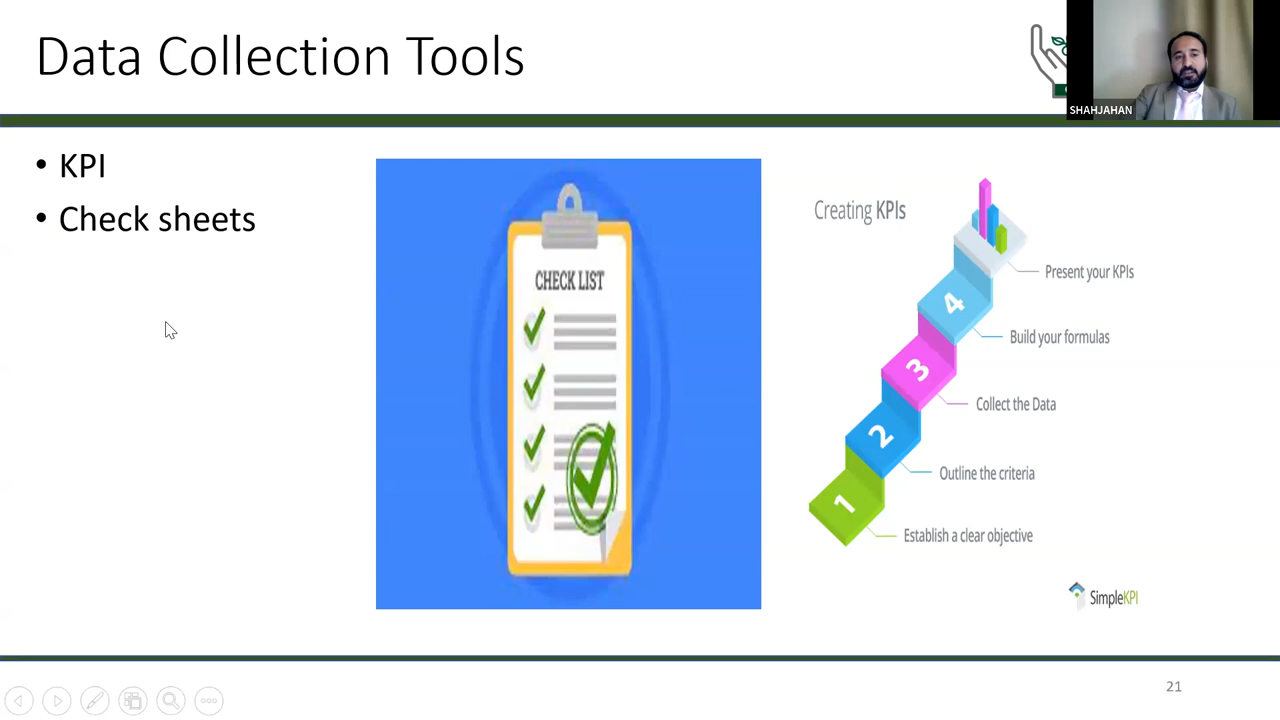 Data Collection Tools
SHAHJAHAN
• KPI
• Check sheets
CHECK LIST
Creating KPIs
Present your KPIs
4
Build your formulas
3
Collect the Data
2
Outline the criteria
1
Establish a clear objective
SimpleKPI
21